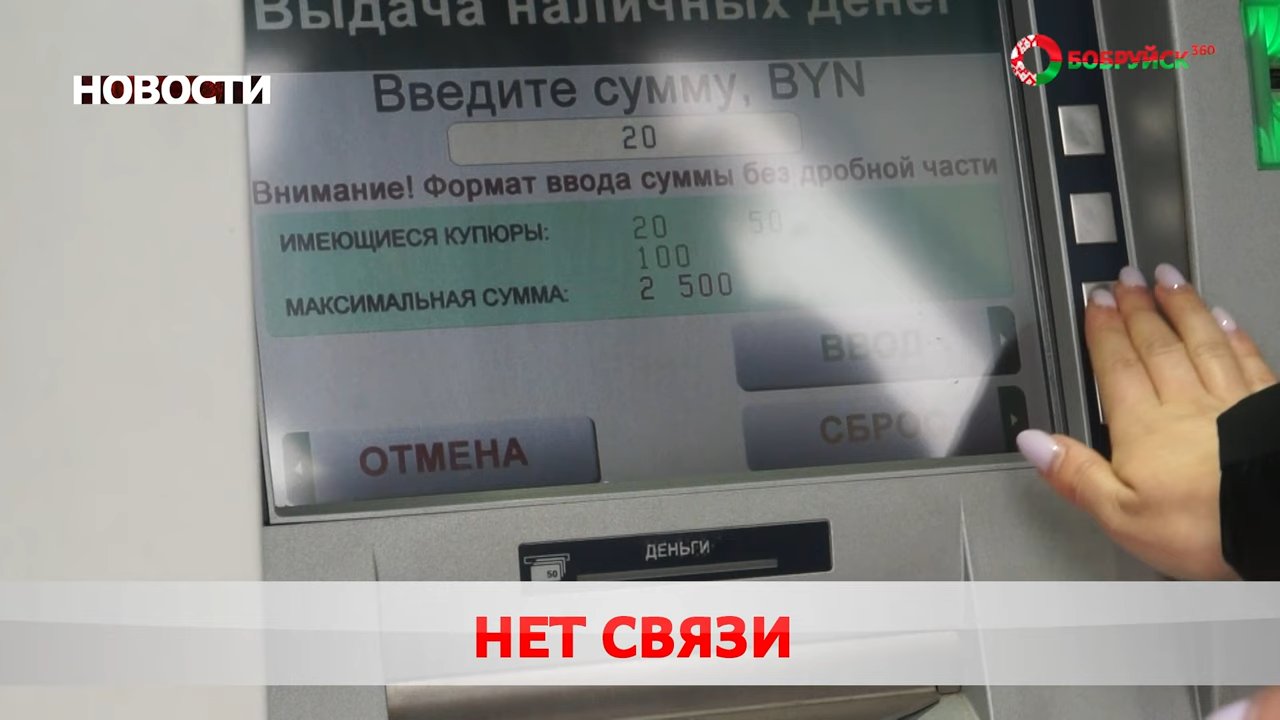 Выдача наличных денег
НОВОСТИ
БОБРУЙСК 360
Введите сумму, BYN
20
Внимание! Формат ввода суммы без дробной части
ИМЕЮЩИЕСЯ КУПЮРЫ: 20 50
100
МАКСИМАЛЬНАЯ СУММА: 2 500
ВВОД
СБРОС
ОТМЕНА
ДЕНЬГИ
50
НЕТ СВЯЗИ